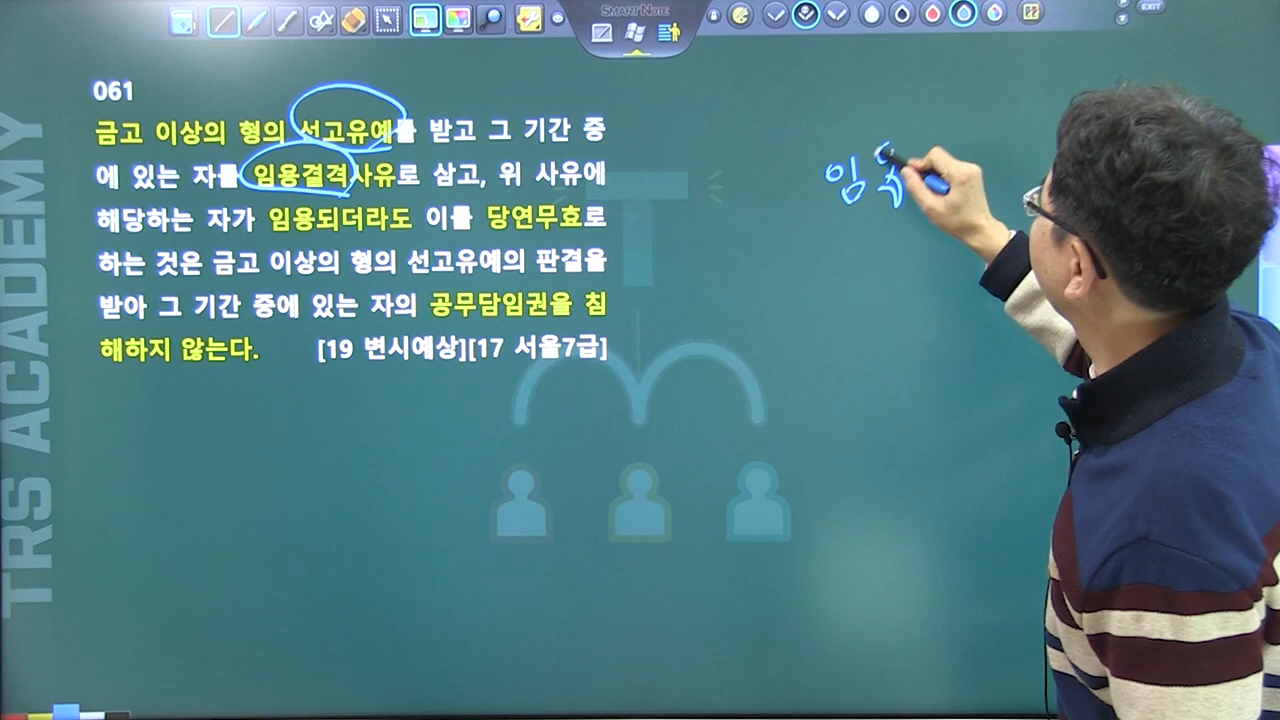 SMARTNOTE
EXIT
061
금고 이상의 형의 선고유예를 받고 그 기간 중
에 있는 자를 임용결격사유로 삼고, 위 사유에
해당하는 자가 임용되더라도 이를 당연무효로
하는 것은 금고 이상의 형의 선고유예의 판결을
받아 그 기간 중에 있는 자의 공무담임권을 침
해하지 않는다. [19 변시예상][17 서울7급]
임
TRS ACADEMY